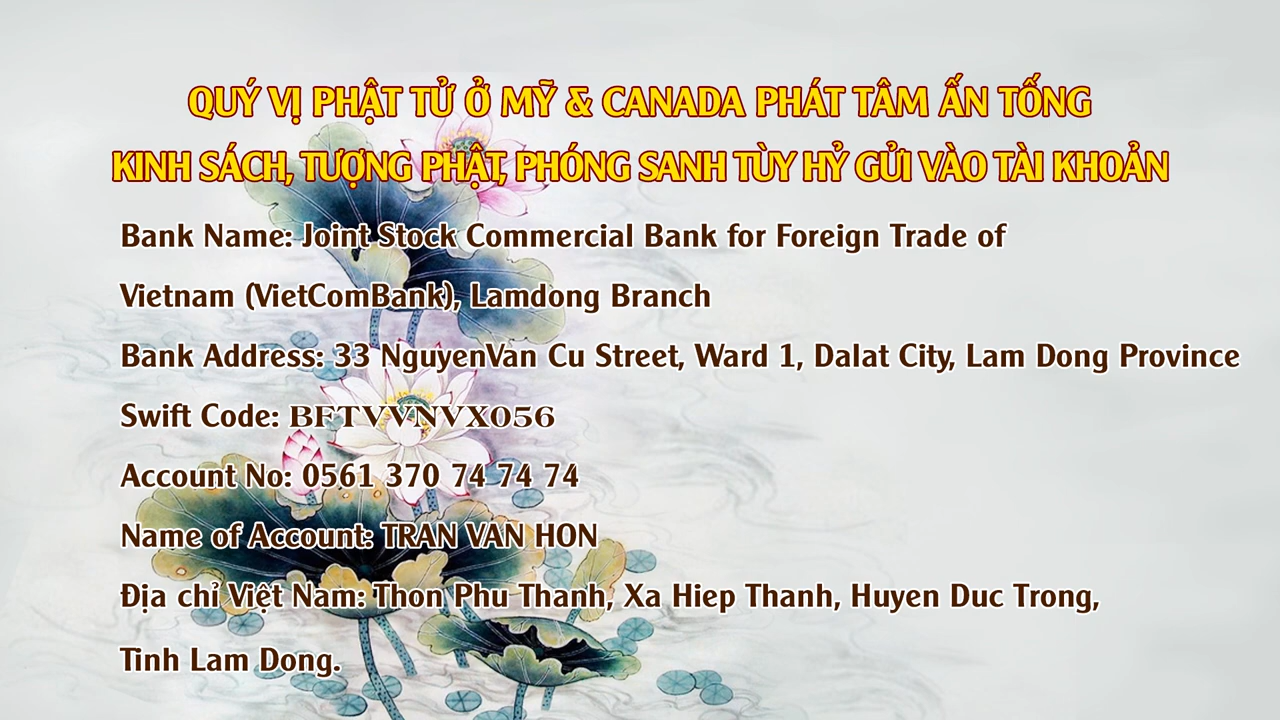 QUÝ VỊ PHẬT TỬ Ở MỸ & CANADA PHÁT TÂM ẤN TỐNG
KINH SÁCH, TƯỢNG PHẬT, PHÓNG SANH TÙY HỶ GỬI VÀO TÀI KHOẢN
Bank Name: Joint Stock Commercial Bank for Foreign Trade of
Vietnam (VietComBank), Lamdong Branch
Bank Address: 33 NguyenVan Cu Street, Ward 1, Dalat City, Lam Dong Province
Swift Code: BFTVVNVX056
Account No: 0561 370 74 74 74
Name of Account: TRAN VAN HON
Địa chỉ Việt Nam: Thon Phu Thanh, Xa Hiep Thanh, Huyen Duc Trong,
Tinh Lam Dong.